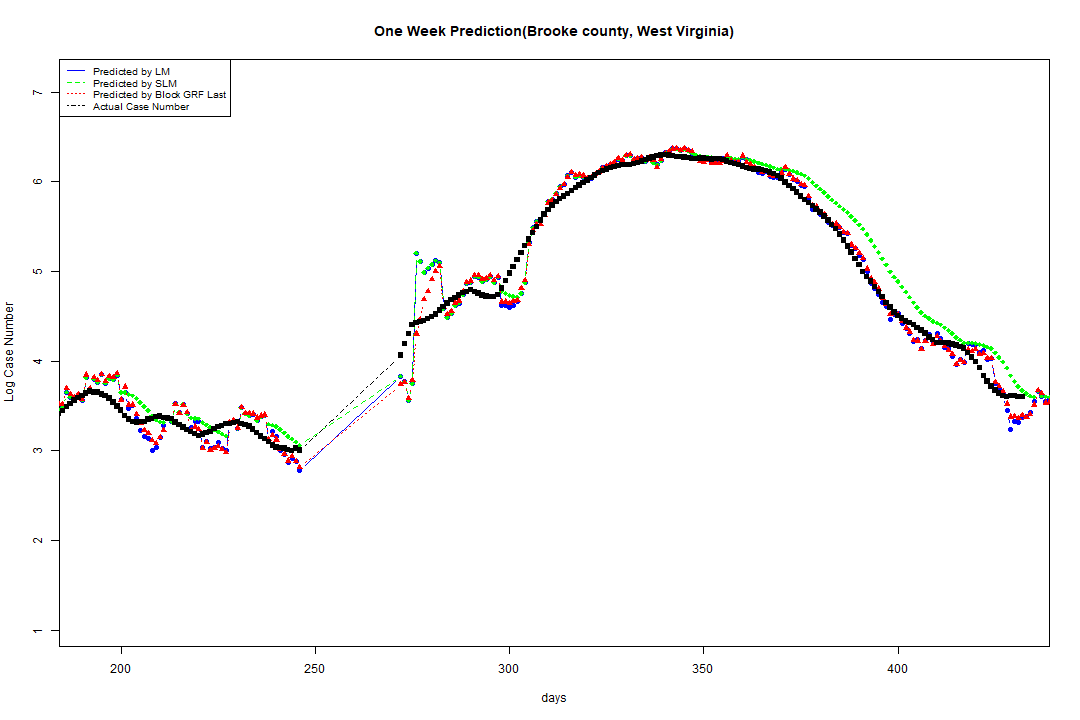 One Week Prediction(Brooke county, West Virginia)
Predicted by LM
Predicted by SLM
Predicted by Block GRF Last
Actual Case Number
7
6
5
4
3
2
1
Log Case Number
200
250
300
350
400
days